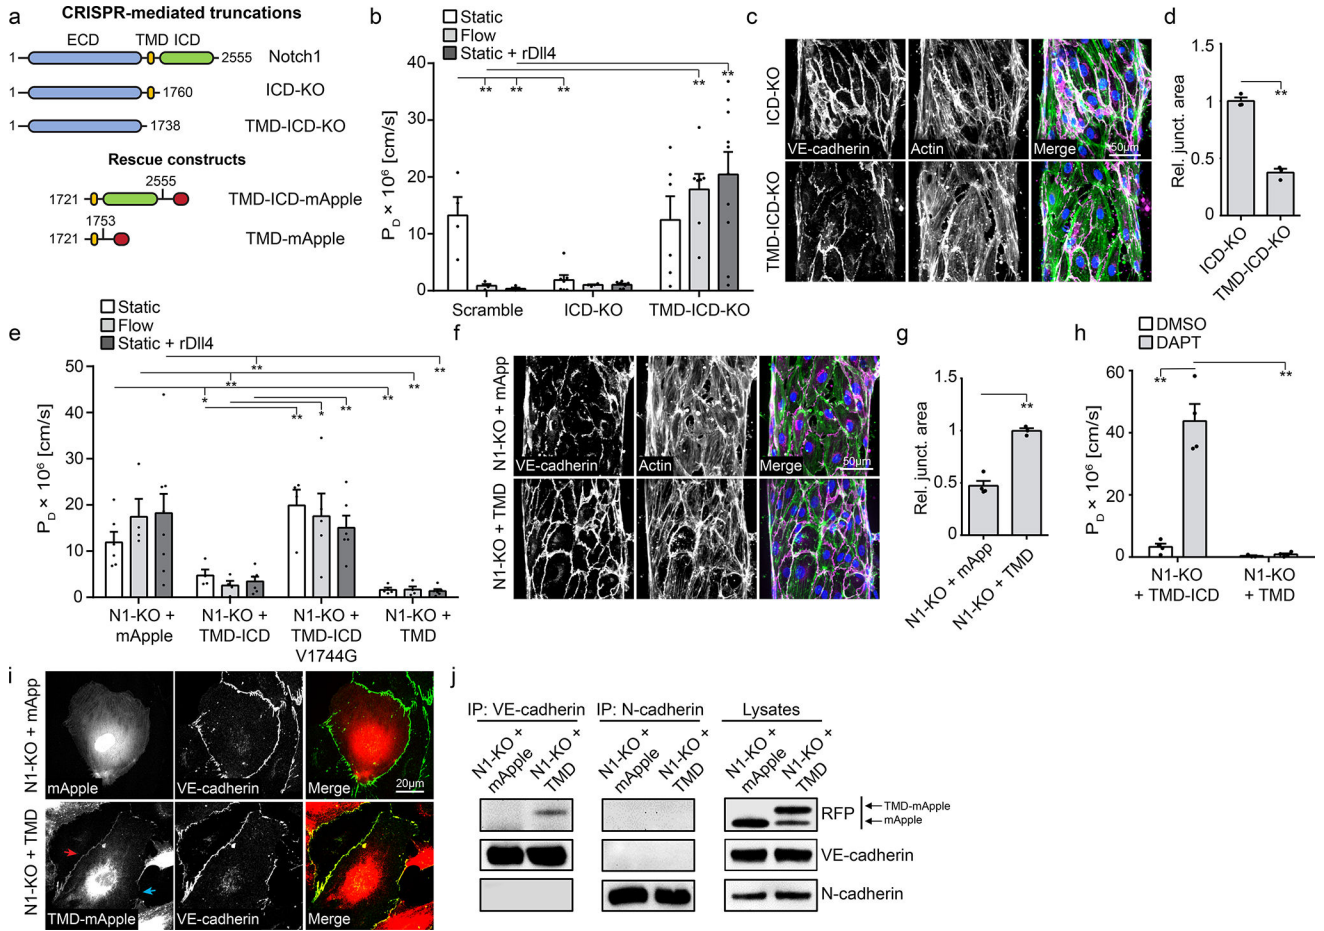 a
CRISPR-mediated truncations
ECD
TMD ICD
1
2555
Notch1
1
1760
ICD-KO
1
1738
TMD-ICD-KO
Rescue constructs
2555
1721
TMD-ICD-mApple
1753
1721
TMD-mApple
b
Static
Flow
Static + rDll4
P_D × 10⁶ [cm/s]
40
30
20
10
0
** ** ** ** **
Scramble
ICD-KO
TMD-ICD-KO
c
ICD-KO
VE-cadherin
Actin
Merge
50µm
TMD-ICD-KO
d
Rel. junct. area
1.5
1
0.5
0
**
ICD-KO
TMD-ICD-KO
e
Static
Flow
Static + rDll4
P_D × 10⁶ [cm/s]
50
40
30
20
10
0
** **
** **
** **
* ** * **
N1-KO + mApple
N1-KO + TMD-ICD
N1-KO + TMD-ICD V1744G
N1-KO + TMD
f
N1-KO + mApp
VE-cadherin
Actin
Merge
50µm
N1-KO + TMD
g
Rel. junct. area
1.5
1
0.5
0
**
N1-KO + mApp
N1-KO + TMD
h
DMSO
DAPT
P_D × 10⁶ [cm/s]
60
40
20
0
** **
N1-KO + TMD-ICD
N1-KO + TMD
i
N1-KO + mApp
mApple
VE-cadherin
Merge
20µm
N1-KO + TMD
TMD-mApple
VE-cadherin
Merge
j
IP: VE-cadherin
IP: N-cadherin
Lysates
N1-KO + mApple
N1-KO + TMD
N1-KO + mApple
N1-KO + TMD
N1-KO + mApple
N1-KO + TMD
RFP
TMD-mApple
mApple
VE-cadherin
N-cadherin